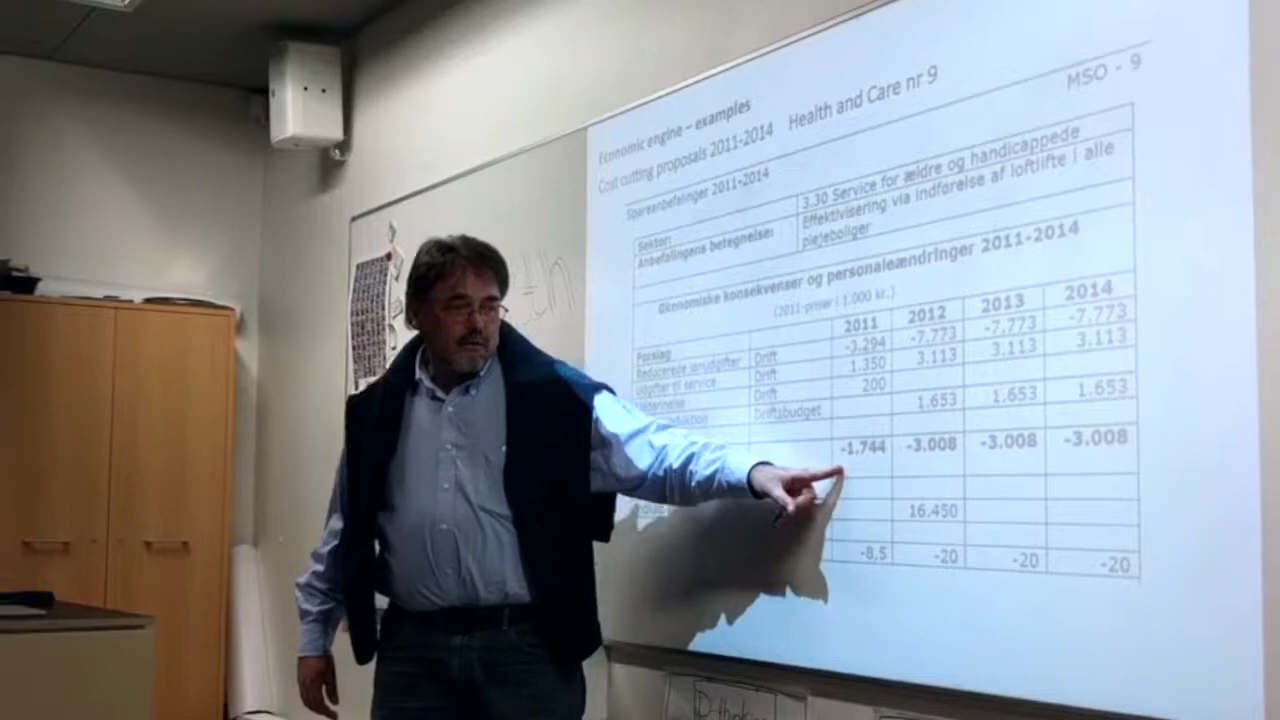 Economic engine – examples
Cost cutting proposals 2011-2014 Health and Care nr 9
Spareanbefalinger 2011-2014 MSO - 9
Sektor: 3.30 Service for ældre og handicappede
Anbefalingens betegnelse: Effektivisering via indførelse af loftlifte i alle
plejeboliger
Økonomiske konsekvenser og personaleændringer 2011-2014
(2011-priser i 1.000 kr.)
2011 2012 2013 2014
Forslag
Reducerede lønudgifter Drift -3.294 -7.773 -7.773 -7.773
Udgifter til service Drift 1.350 3.113 3.113 3.113
Drift 200
Driftsbudget 1.653 1.653 1.653
-1.744 -3.008 -3.008 -3.008
16.450
-8,5 -20 -20 -20